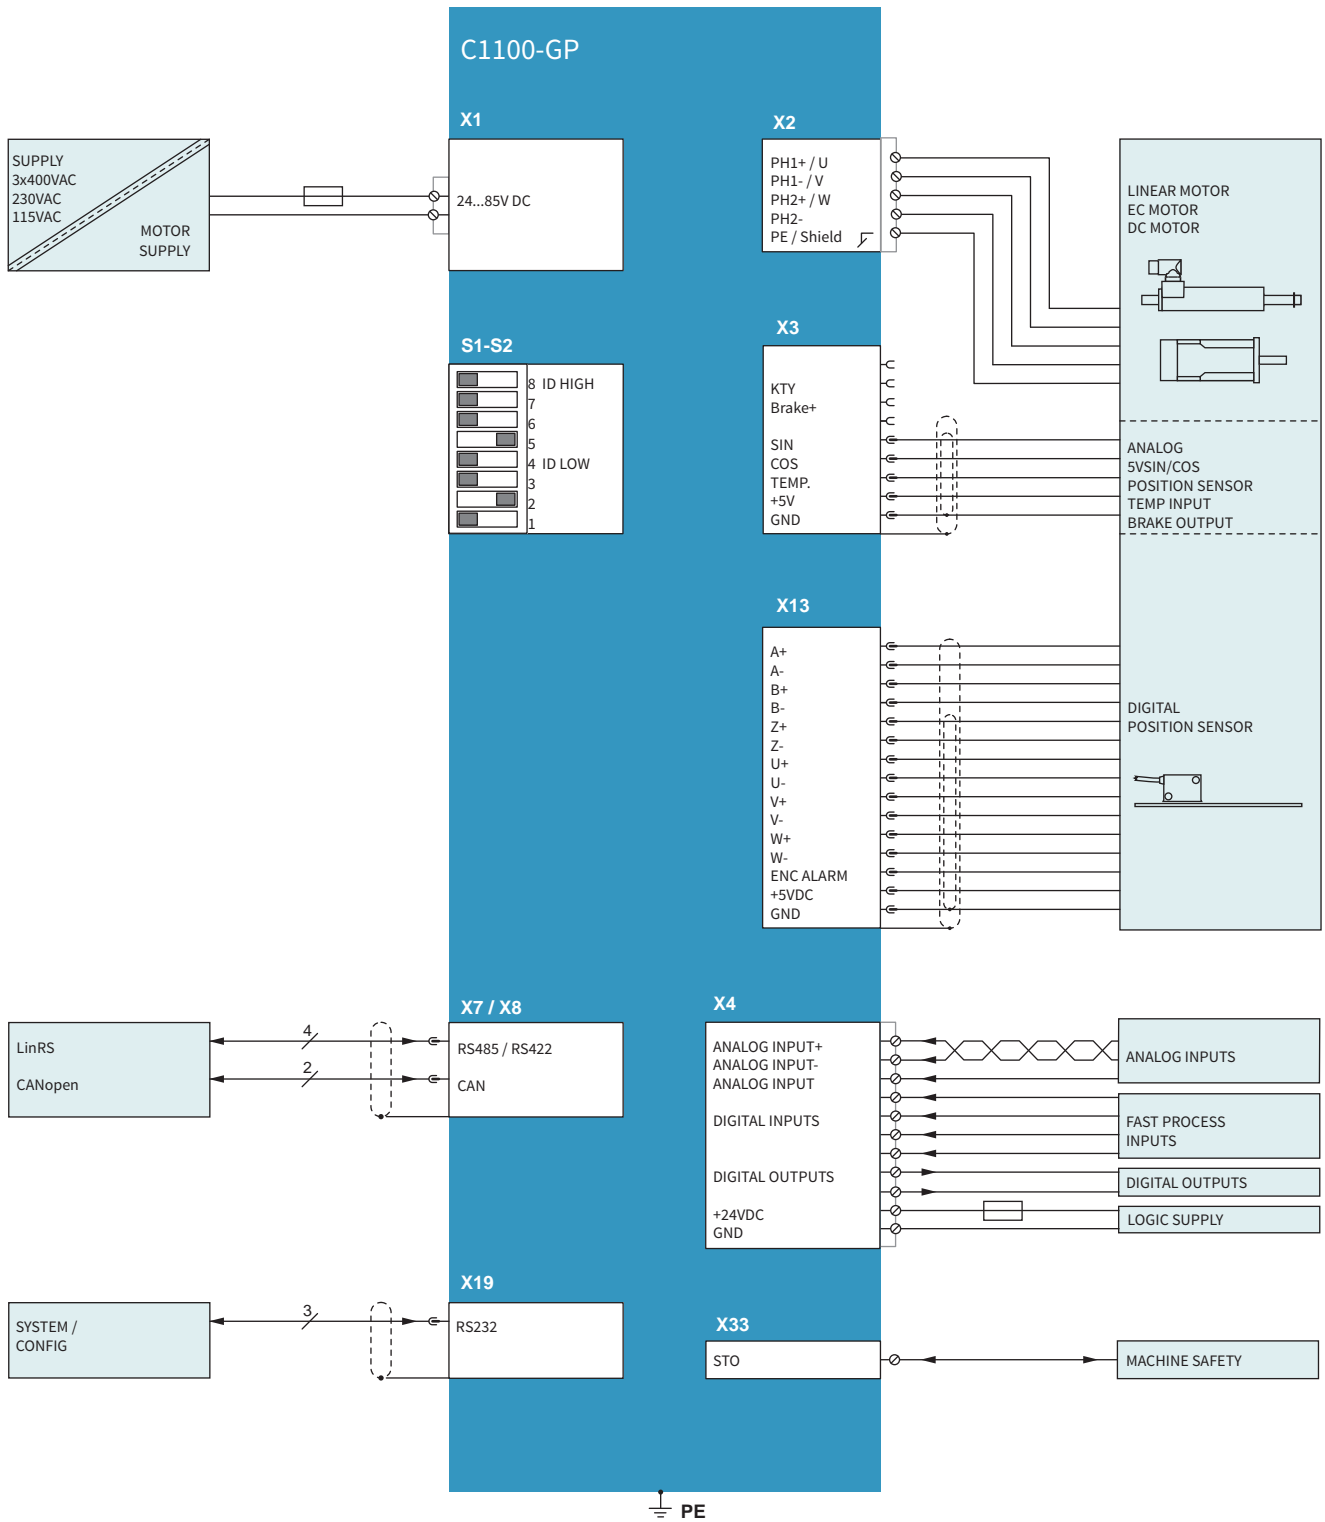 C1100-GP
X1
SUPPLY
3x400VAC
230VAC
115VAC
MOTOR
SUPPLY
24...85V DC
X2
PH1+ / U
PH1- / V
PH2+ / W
PH2-
PE / Shield
LINEAR MOTOR
EC MOTOR
DC MOTOR
S1-S2
8 ID HIGH
7
6
5
4 ID LOW
3
2
1
X3
KTY
Brake+
SIN
COS
TEMP.
+5V
GND
ANALOG
5VSIN/COS
POSITION SENSOR
TEMP INPUT
BRAKE OUTPUT
X13
A+
A-
B+
B-
Z+
Z-
U+
U-
V+
V-
W+
W-
ENC ALARM
+5VDC
GND
DIGITAL
POSITION SENSOR
X7 / X8
LinRS
CANopen
4
2
RS485 / RS422
CAN
X4
ANALOG INPUT+
ANALOG INPUT-
ANALOG INPUT
DIGITAL INPUTS
DIGITAL OUTPUTS
+24VDC
GND
ANALOG INPUTS
FAST PROCESS
INPUTS
DIGITAL OUTPUTS
LOGIC SUPPLY
X19
SYSTEM /
CONFIG
3
RS232
X33
STO
MACHINE SAFETY
PE